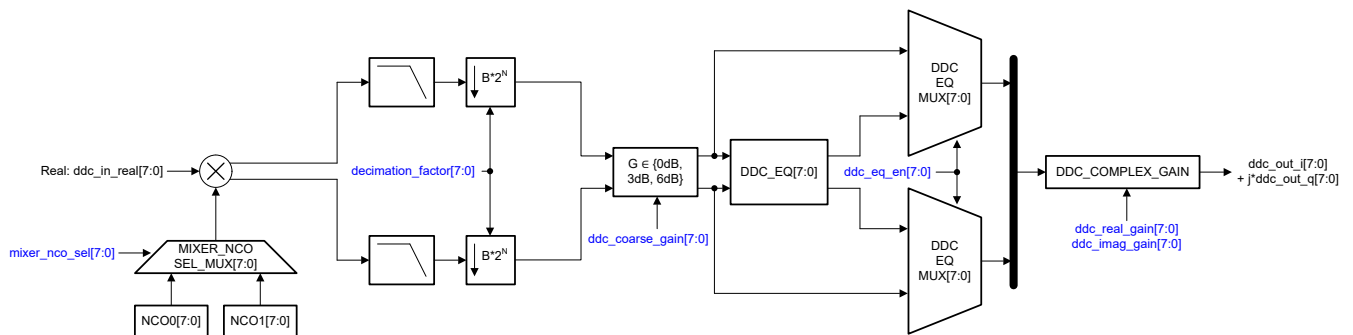 Real: ddc_in_real[7:0]
mixer_nco_sel[7:0]
MIXER_NCO
SEL_MUX[7:0]
NCO0[7:0]
NCO1[7:0]
B*2^N
decimation_factor[7:0]
B*2^N
G ∈ {0dB,
3dB, 6dB}
ddc_coarse_gain[7:0]
DDC_EQ[7:0]
DDC
EQ
MUX[7:0]
ddc_eq_en[7:0]
DDC
EQ
MUX[7:0]
DDC_COMPLEX_GAIN
ddc_real_gain[7:0]
ddc_imag_gain[7:0]
ddc_out_i[7:0]
+ j*ddc_out_q[7:0]